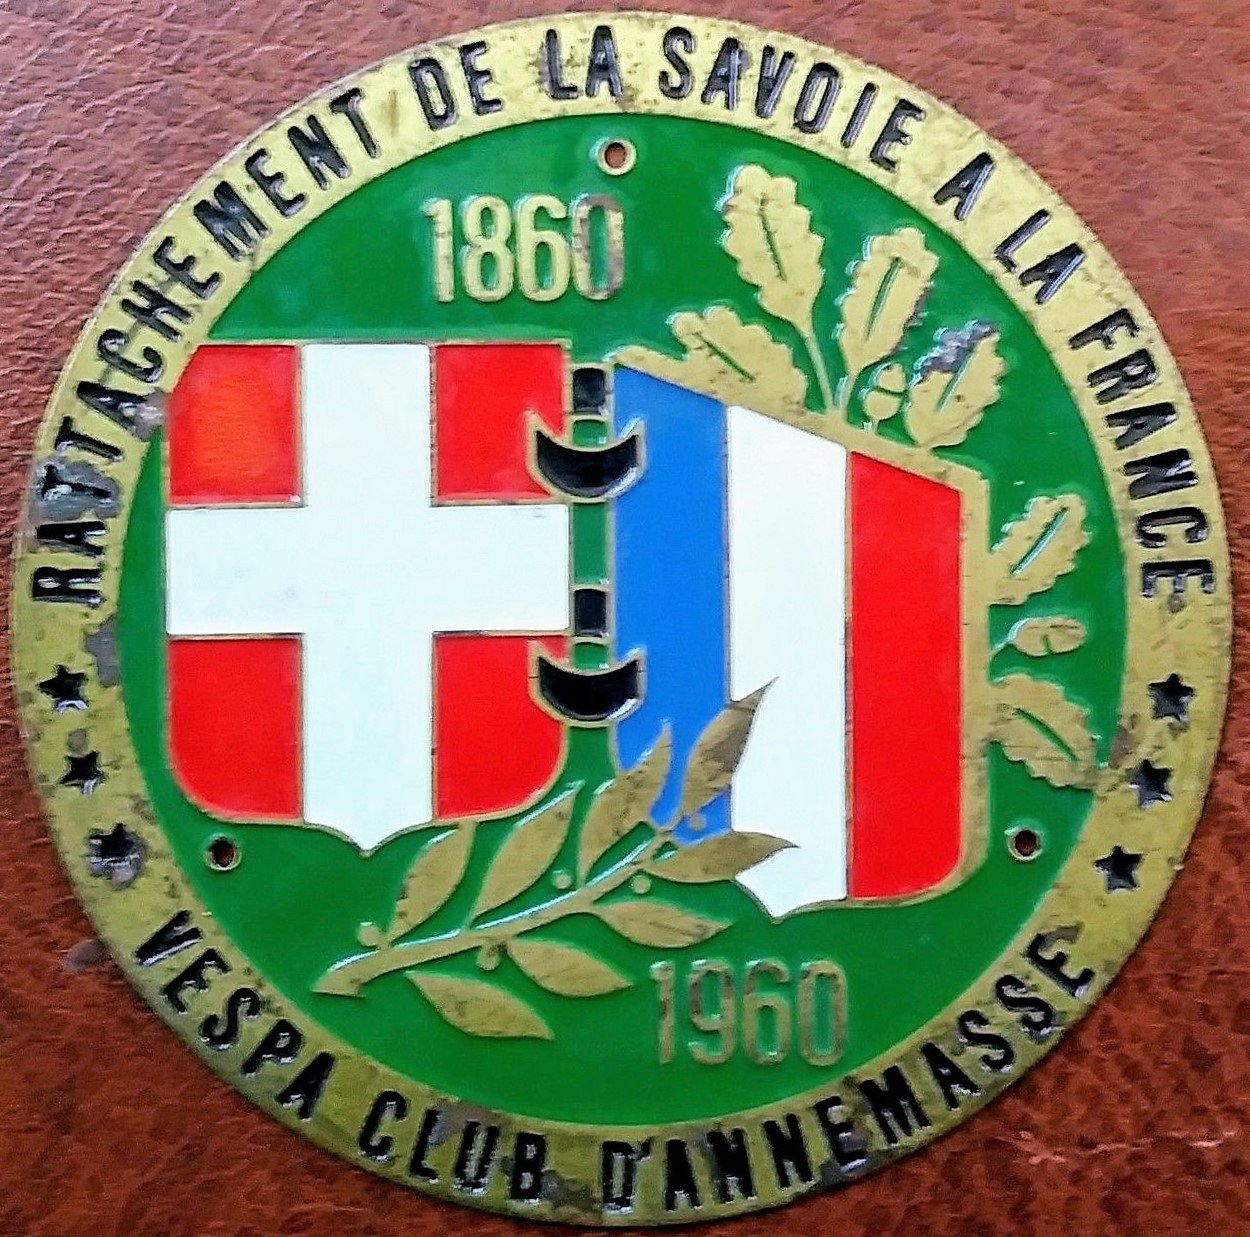 RATTACHEMENT DE LA SAVOIE A LA FRANCE
1860
1960
VESPA CLUB D'ANNEMASSE